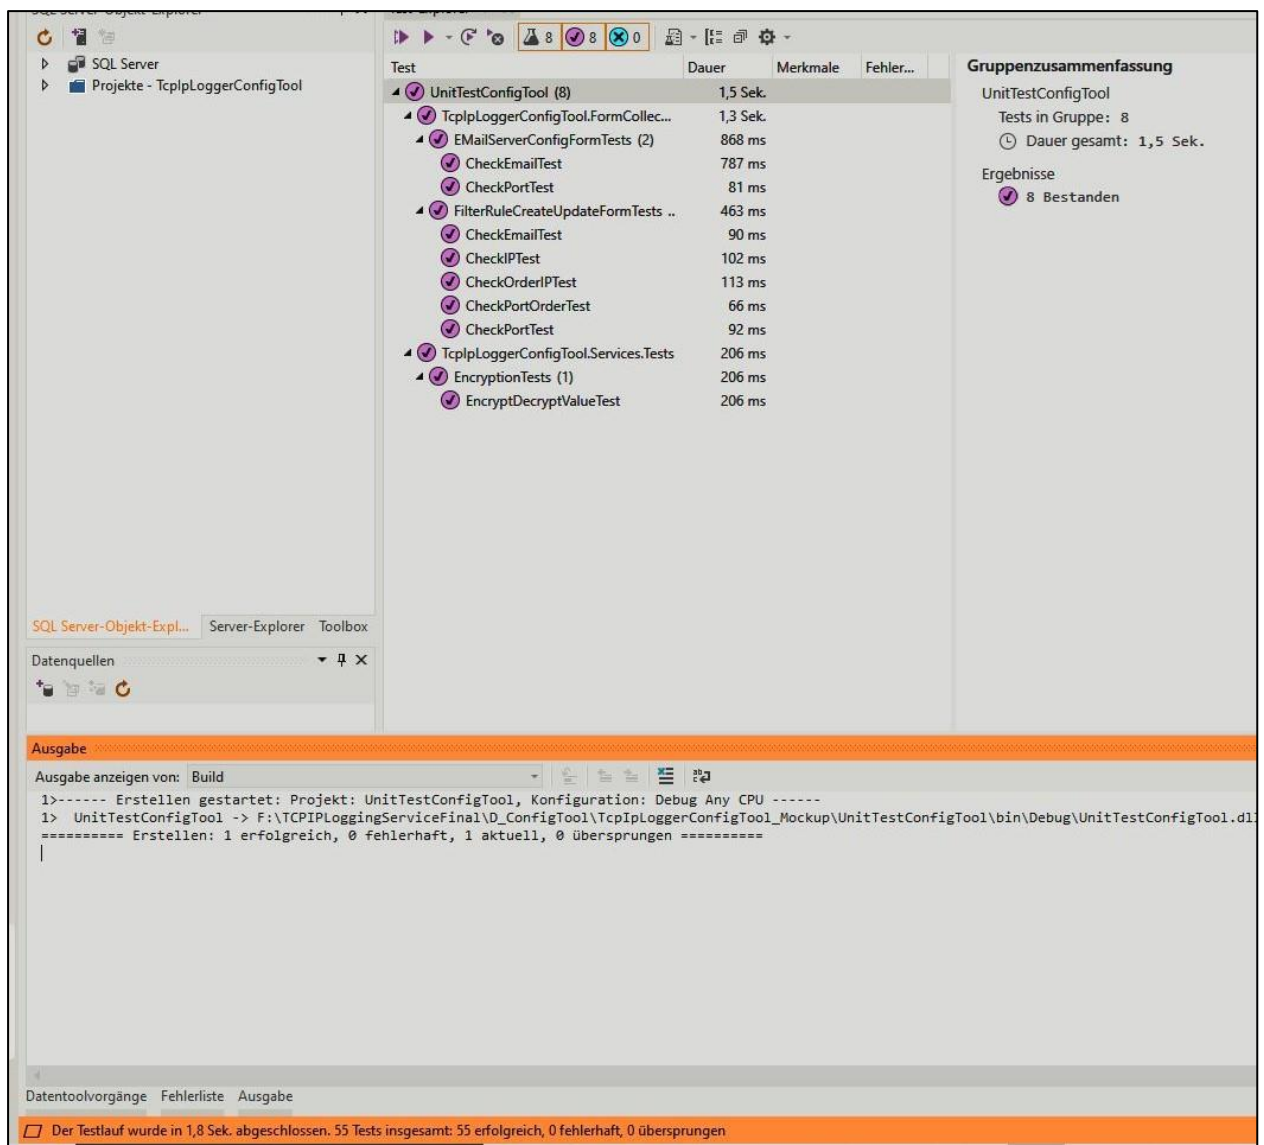 8 8 0
SQL Server
Projekte - TcpIpLoggerConfigTool
Test Dauer Merkmale Fehler...
UnitTestConfigTool (8) 1,5 Sek.
TcpIpLoggerConfigTool.FormCollec... 1,3 Sek.
EMailServerConfigFormTests (2) 868 ms
CheckEmailTest 787 ms
CheckPortTest 81 ms
FilterRuleCreateUpdateFormTests .. 463 ms
CheckEmailTest 90 ms
CheckIPTest 102 ms
CheckOrderIPTest 113 ms
CheckPortOrderTest 66 ms
CheckPortTest 92 ms
TcpIpLoggerConfigTool.Services.Tests 206 ms
EncryptionTests (1) 206 ms
EncryptDecryptValueTest 206 ms
Gruppenzusammenfassung
UnitTestConfigTool
Tests in Gruppe: 8
Dauer gesamt: 1,5 Sek.
Ergebnisse
8 Bestanden
SQL Server-Objekt-Expl... Server-Explorer Toolbox
Datenquellen
Ausgabe
Ausgabe anzeigen von: Build
1>------ Erstellen gestartet: Projekt: UnitTestConfigTool, Konfiguration: Debug Any CPU ------
1> UnitTestConfigTool -> F:\TCPIPLoggingServiceFinal\D_ConfigTool\TcpIpLoggerConfigTool_Mockup\UnitTestConfigTool\bin\Debug\UnitTestConfigTool.dll
========== Erstellen: 1 erfolgreich, 0 fehlerhaft, 1 aktuell, 0 übersprungen ==========
Datentoolvorgänge Fehlerliste Ausgabe
Der Testlauf wurde in 1,8 Sek. abgeschlossen. 55 Tests insgesamt: 55 erfolgreich, 0 fehlerhaft, 0 übersprungen